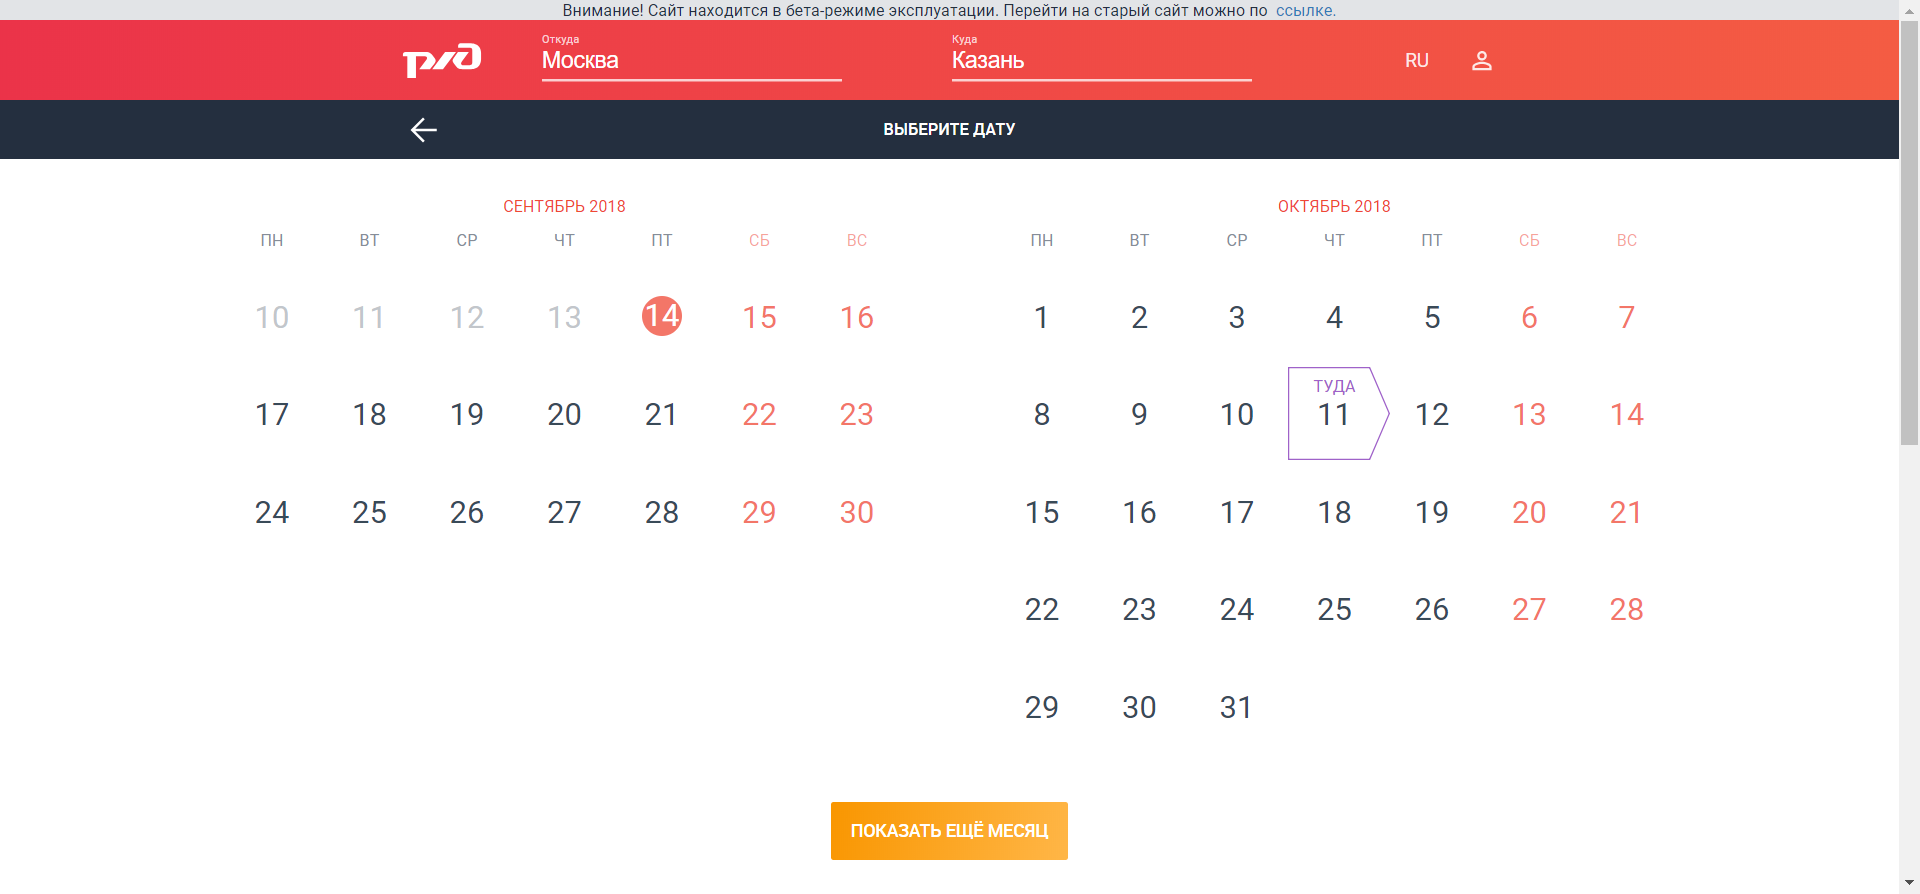 Внимание! Сайт находится в бета-режиме эксплуатации. Перейти на старый сайт можно по ссылке.
Откуда
Москва
Куда
Казань
ржд
RU
ВЫБЕРИТЕ ДАТУ
СЕНТЯБРЬ 2018
ПН ВТ СР ЧТ ПТ СБ ВС
10 11 12 13 14 15 16
17 18 19 20 21 22 23
24 25 26 27 28 29 30
ОКТЯБРЬ 2018
ПН ВТ СР ЧТ ПТ СБ ВС
1 2 3 4 5 6 7
ТУДА
8 9 10 11 12 13 14
15 16 17 18 19 20 21
22 23 24 25 26 27 28
29 30 31
ПОКАЗАТЬ ЕЩЁ МЕСЯЦ